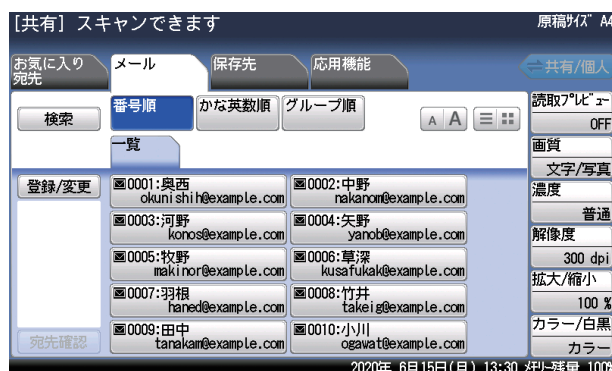 [共有] スキャンできます
原稿サイズ A4
お気に入り
宛先
メール
保存先
応用機能
共有/個人
検索
番号順
かな英数順
グループ順
A A
一覧
読取プレビュー
OFF
画質
文字/写真
濃度
普通
解像度
300 dpi
拡大/縮小
100 %
カラー/白黒
カラー
登録/変更
0001:奥西
okunishih@example.com
0002:中野
nakanom@example.com
0003:河野
konos@example.com
0004:矢野
yanob@example.com
0005:牧野
makinor@example.com
0006:草深
kusafukak@example.com
0007:羽根
haned@example.com
0008:竹井
takeig@example.com
0009:田中
tanakam@example.com
0010:小川
ogawat@example.com
宛先確認
2020年 6月15日(月) 13:30 メモリー残量 100%